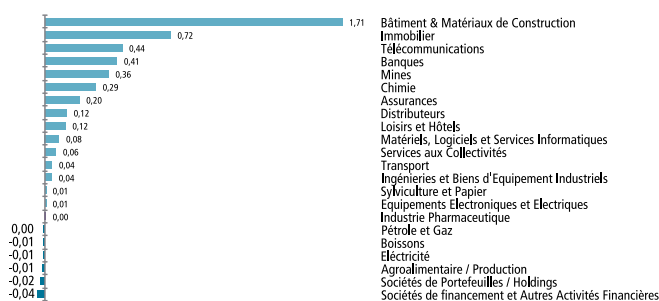 1,71 Bâtiment & Matériaux de Construction
0,72 Immobilier
0,44 Télécommunications
0,41 Banques
0,36 Mines
0,29 Chimie
0,20 Assurances
0,12 Distributeurs
0,12 Loisirs et Hôtels
0,08 Matériels, Logiciels et Services Informatiques
0,06 Services aux Collectivités
0,04 Transport
0,04 Ingénieries et Biens d'Equipement Industriels
0,01 Sylviculture et Papier
0,01 Equipements Electroniques et Electriques
0,00 Industrie Pharmaceutique
0,00 Pétrole et Gaz
-0,01 Boissons
-0,01 Eléctricité
-0,01 Agroalimentaire / Production
-0,02 Sociétés de Portefeuilles / Holdings
-0,04 Sociétés de financement et Autres Activités Financières